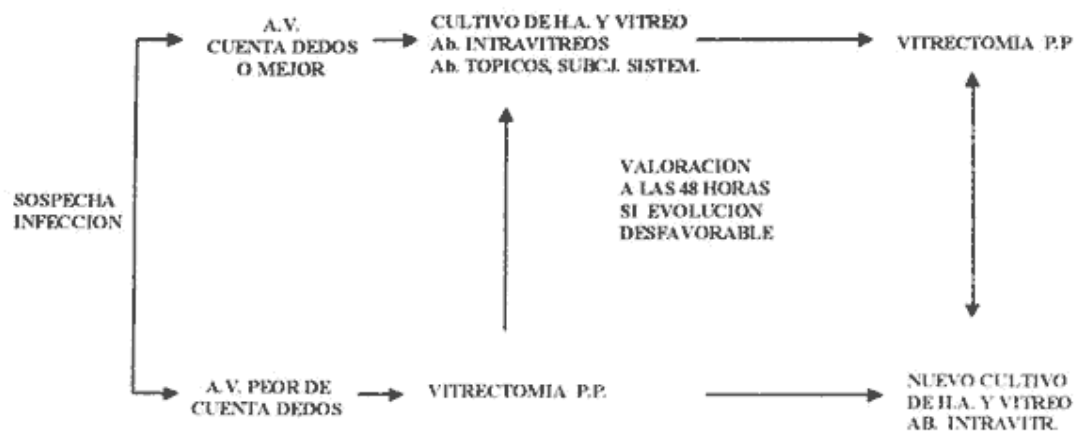 A.V.
CUENTA DEDOS
O MEJOR
CULTIVO DE H.A. Y VITREO
Ab. INTRAVITREOS
Ab. TOPICOS, SUBCJ. SISTEM.
VITRECTOMIA P.P
SOSPECHA
INFECCION
VALORACION
A LAS 48 HORAS
SI EVOLUCION
DESFAVORABLE
A.V. PEOR DE
CUENTA DEDOS
VITRECTOMIA P.P.
NUEVO CULTIVO
DE H.A. Y VITREO
AB. INTRAVITR.